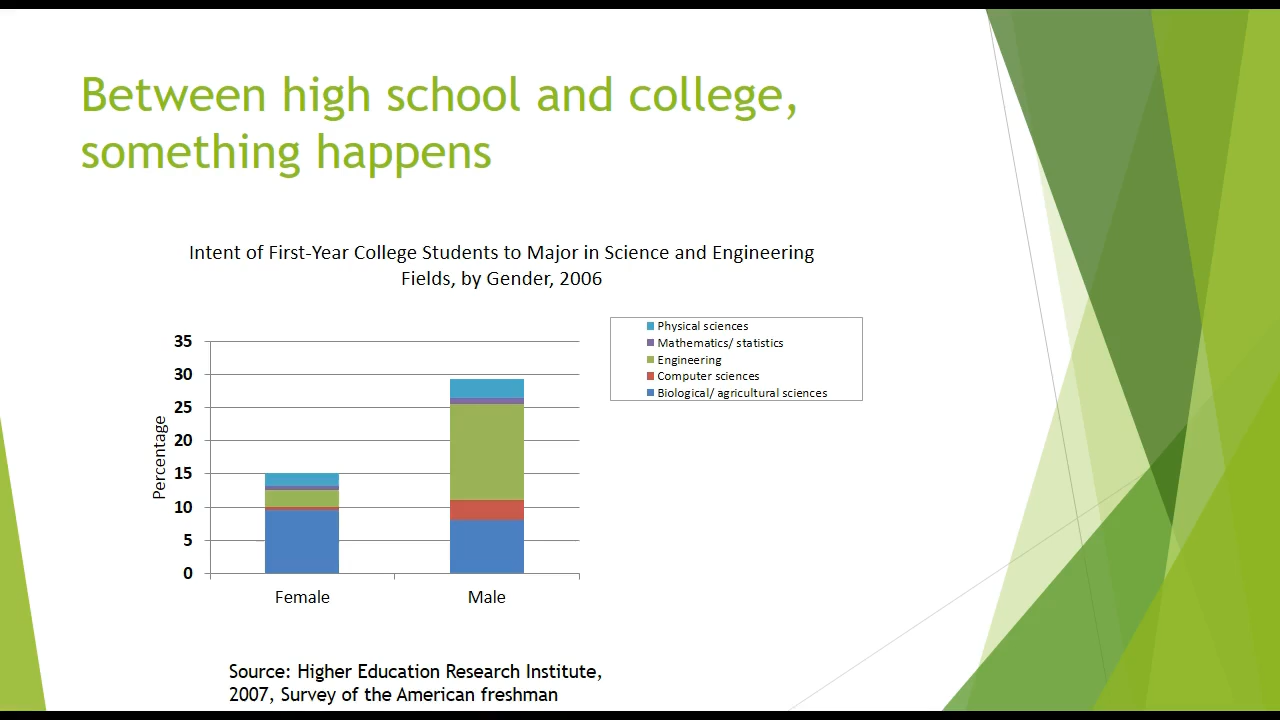 Between high school and college,
something happens
Intent of First-Year College Students to Major in Science and Engineering
Fields, by Gender, 2006
Physical sciences
Mathematics/ statistics
Engineering
Computer sciences
Biological/ agricultural sciences
Percentage
35
30
25
20
15
10
5
0
Female
Male
Source: Higher Education Research Institute,
2007, Survey of the American freshman